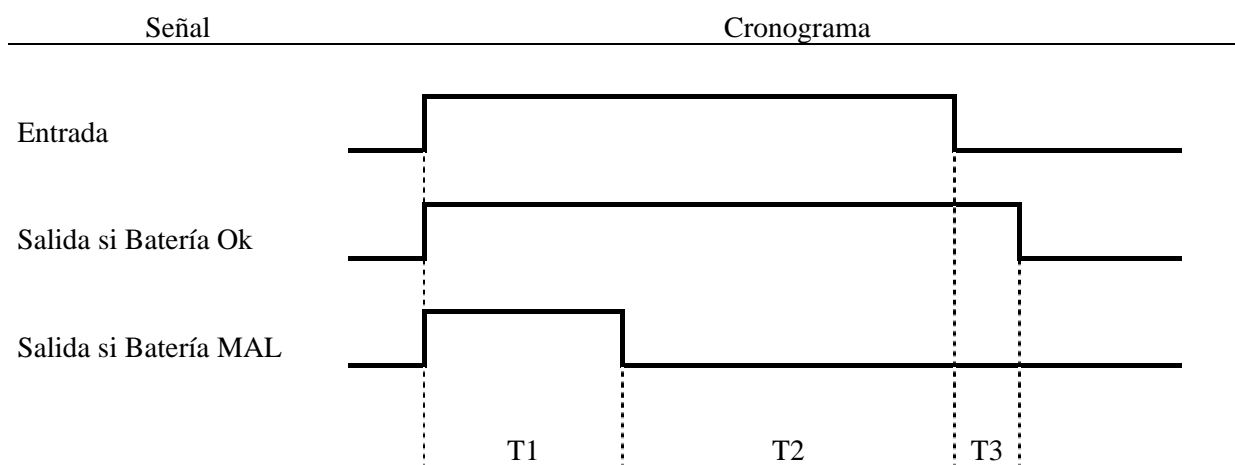 Señal Cronograma
Entrada
Salida si Batería Ok
Salida si Batería MAL
T1 T2 T3